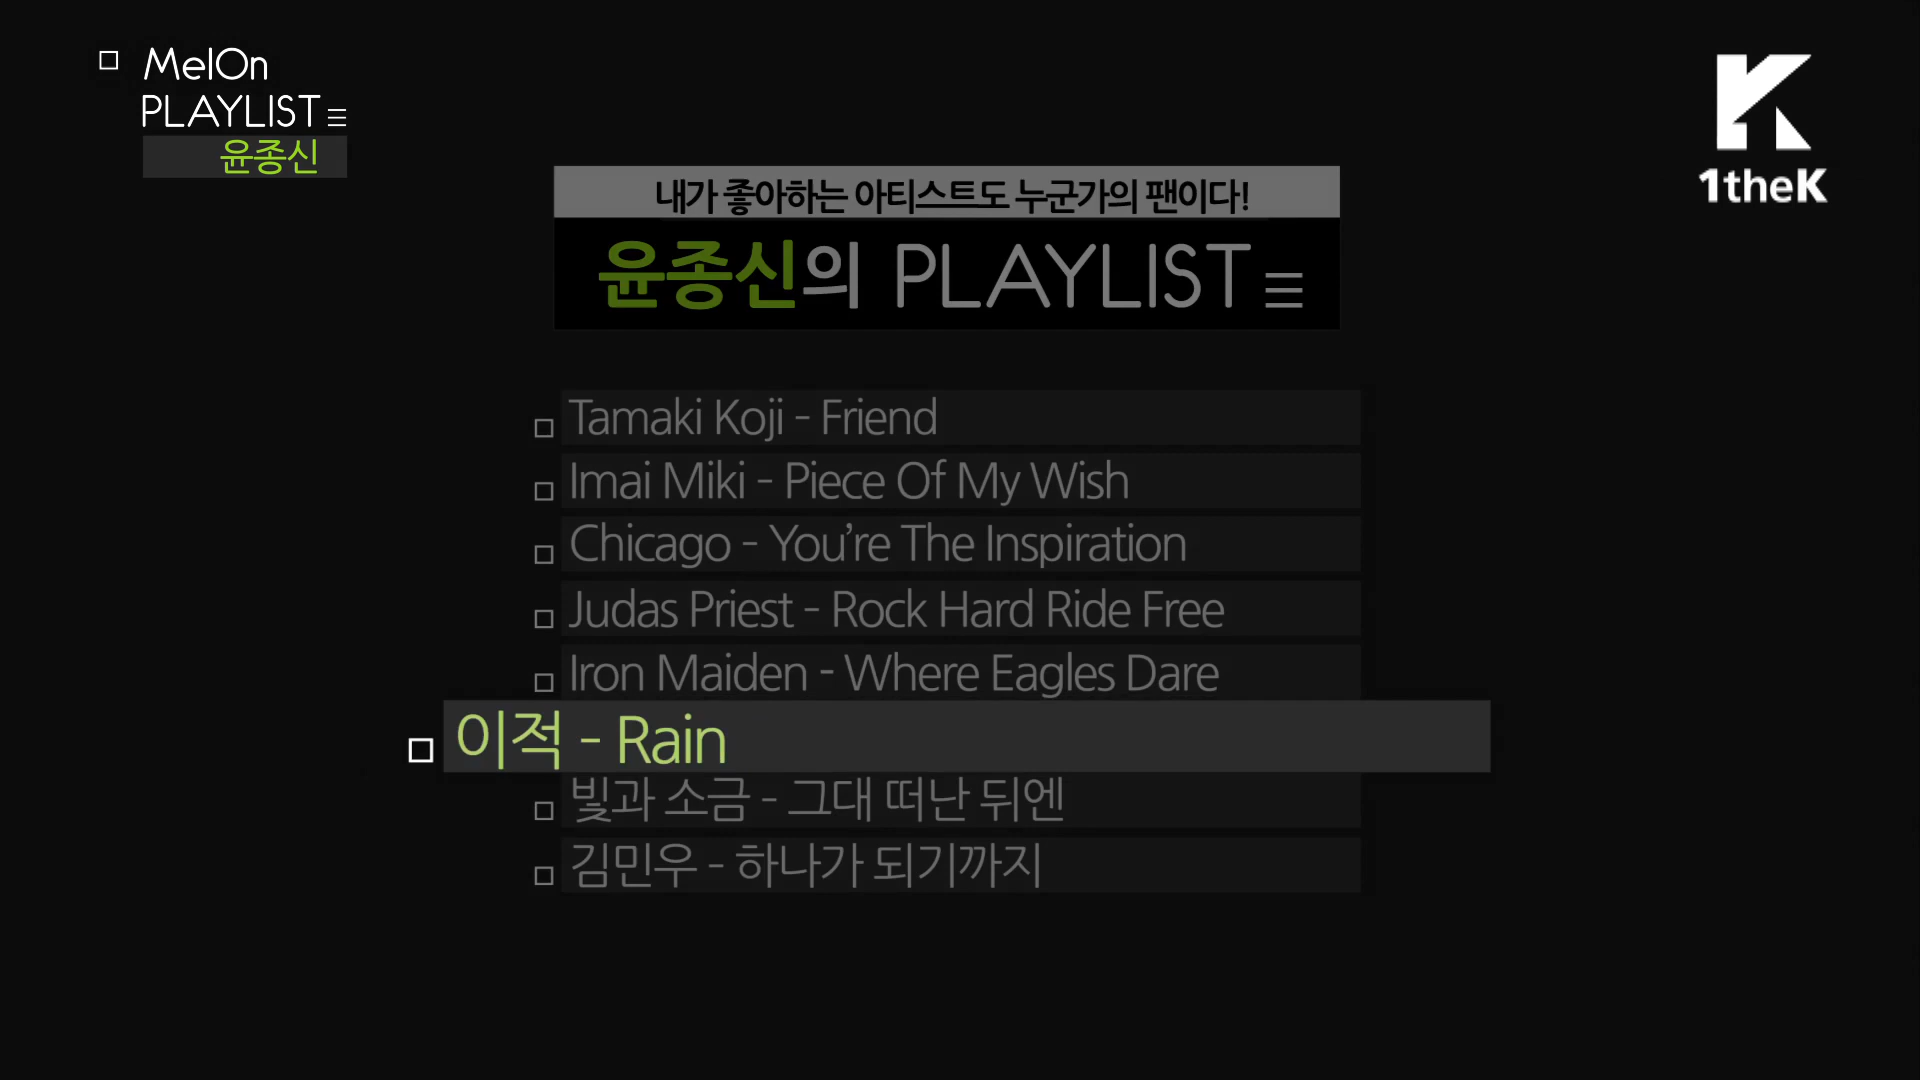 MelOn
PLAYLIST
윤종신
1theK
내가 좋아하는 아티스트도 누군가의 팬이다!
윤종신의 PLAYLIST
Tamaki Koji - Friend
Imai Miki - Piece Of My Wish
Chicago - You’re The Inspiration
Judas Priest - Rock Hard Ride Free
Iron Maiden - Where Eagles Dare
이적 - Rain
빛과 소금 - 그대 떠난 뒤엔
김민우 - 하나가 되기까지